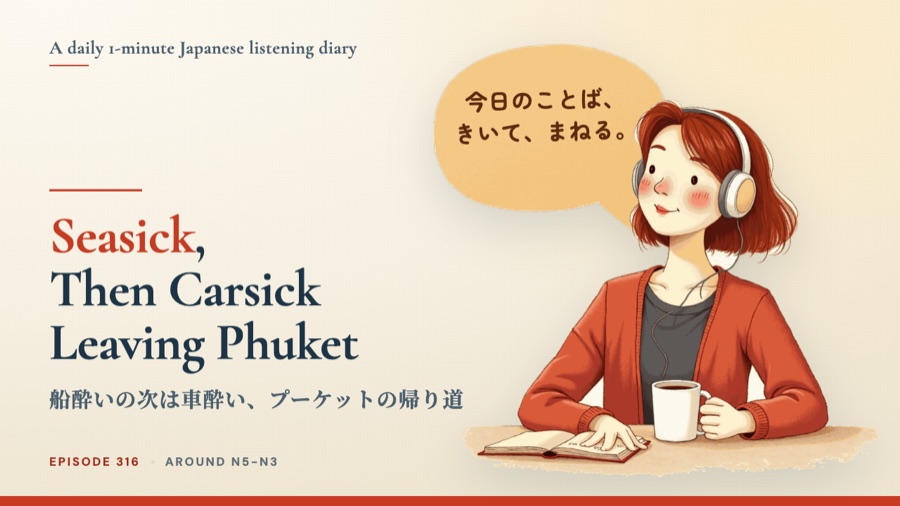 A daily 1-minute Japanese listening diary
今日のことば、
きいて、まねる。
Seasick,
Then Carsick
Leaving Phuket
船酔いの次は車酔い、プーケットの帰り道
EPISODE 316 · AROUND N5–N3